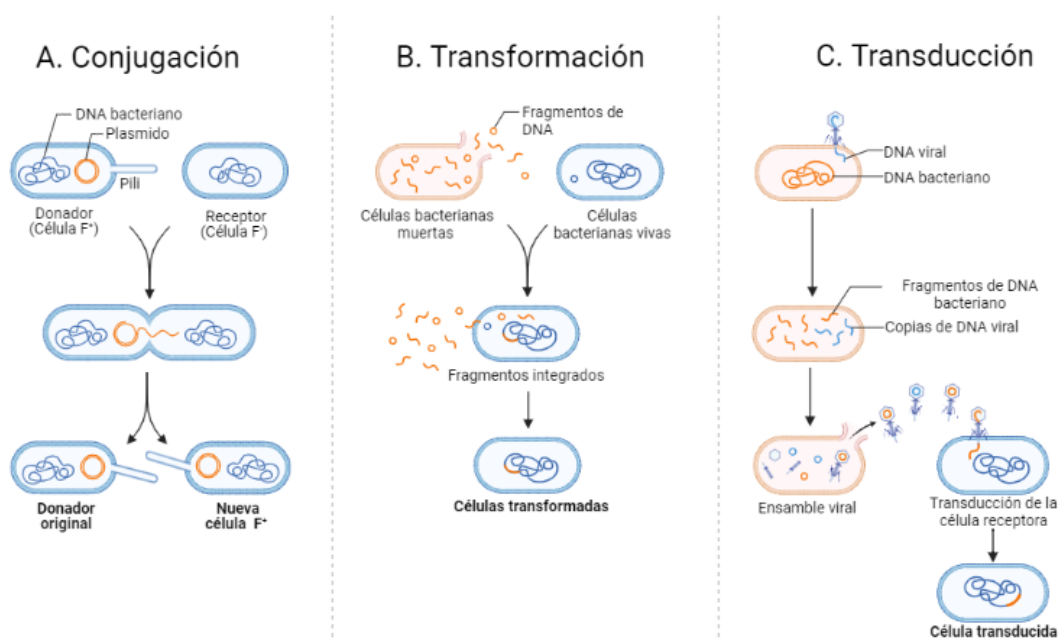 A. Conjugación
DNA bacteriano
Plasmido
Pili
Donador
(Célula F⁺)
Receptor
(Célula F⁻)
Donador
original
Nueva
célula F⁺
B. Transformación
Fragmentos de
DNA
Células bacterianas
muertas
Células
bacterianas vivas
Fragmentos integrados
Células transformadas
C. Transducción
DNA viral
DNA bacteriano
Fragmentos de DNA
bacteriano
Copias de DNA viral
Ensamble viral
Transducción de la
célula receptora
Célula transducida